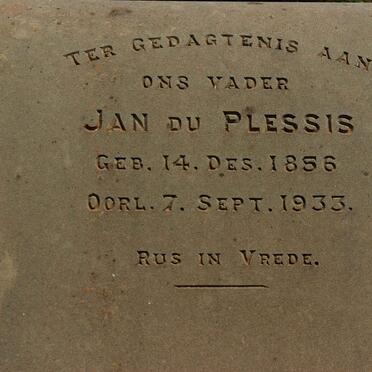 TER GEDAGTENIS AAN
ONS VADER
JAN DU PLESSIS
GEB. 14. DES. 1856
OORL. 7. SEPT. 1933.
RUS IN VREDE.